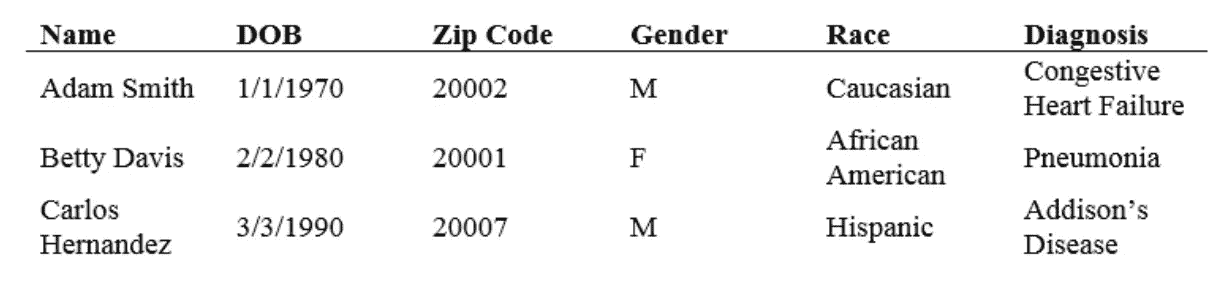 Name DOB Zip Code Gender Race Diagnosis
Adam Smith 1/1/1970 20002 M Caucasian Congestive
Heart Failure
Betty Davis 2/2/1980 20001 F African
American Pneumonia
Carlos
Hernandez 3/3/1990 20007 M Hispanic Addison’s
Disease